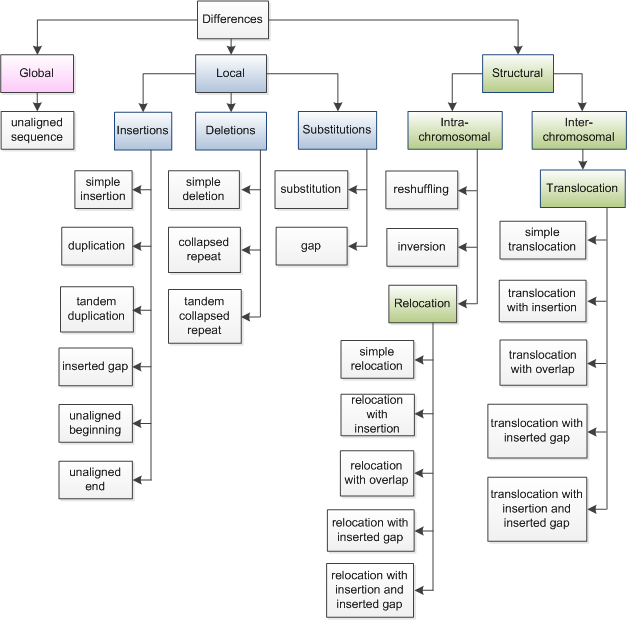 Differences
Global
Local
Structural
unaligned
sequence
Insertions
Deletions
Substitutions
Intra-
chromosomal
Inter-
chromosomal
simple
insertion
duplication
tandem
duplication
inserted gap
unaligned
beginning
unaligned
end
simple
deletion
collapsed
repeat
tandem
collapsed
repeat
substitution
gap
reshuffling
inversion
Relocation
simple
relocation
relocation
with
insertion
relocation
with overlap
relocation with
inserted gap
relocation with
insertion and
inserted gap
Translocation
simple
translocation
translocation
with insertion
translocation
with overlap
translocation with
inserted gap
translocation with
insertion and
inserted gap